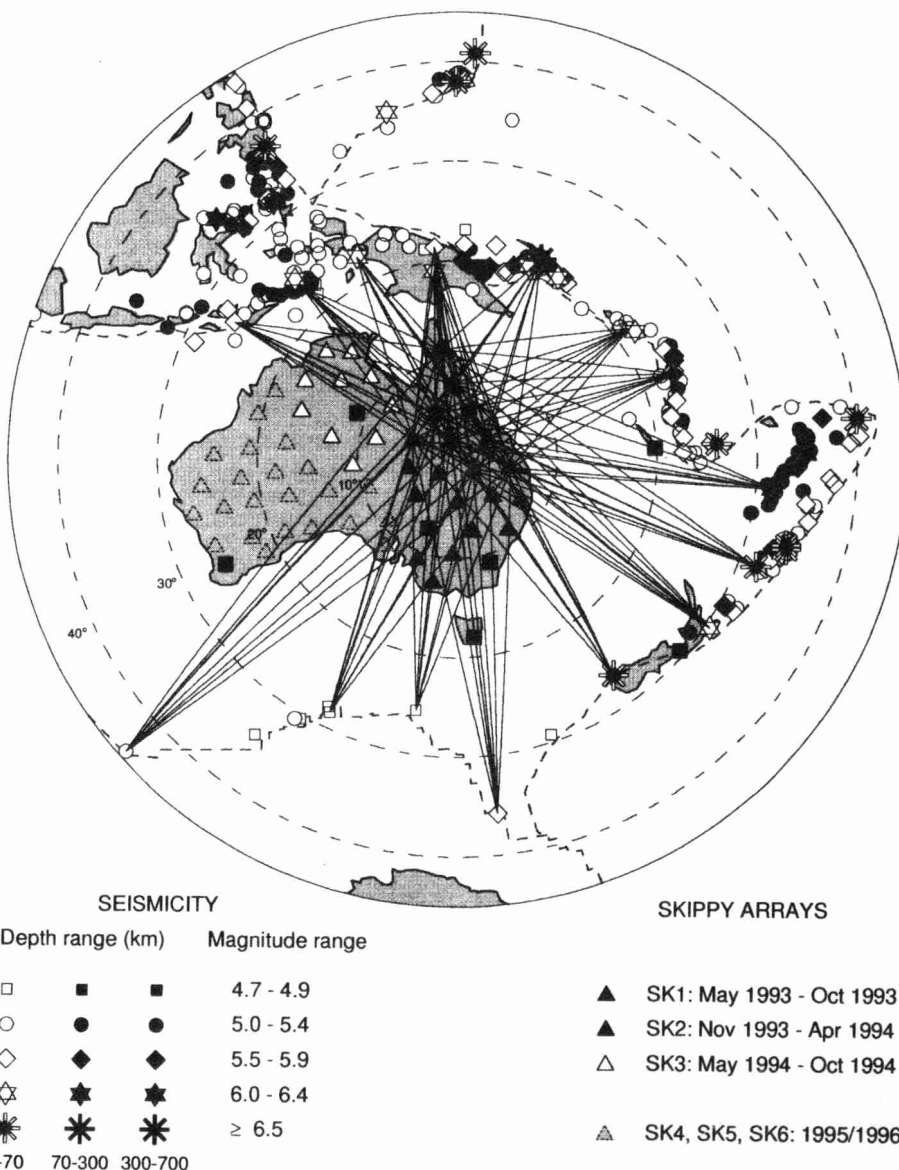 10°
20°
30°
40°
SEISMICITY
Depth range (km) Magnitude range
4.7 - 4.9
5.0 - 5.4
5.5 - 5.9
6.0 - 6.4
≥ 6.5
-70 70-300 300-700
SKIPPY ARRAYS
SK1: May 1993 - Oct 1993
SK2: Nov 1993 - Apr 1994
SK3: May 1994 - Oct 1994
SK4, SK5, SK6: 1995/1996